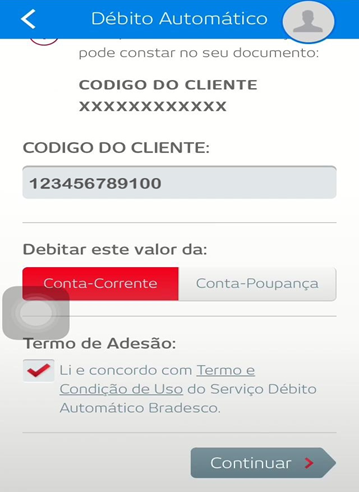 Débito Automático
pode constar no seu documento:
CODIGO DO CLIENTE
XXXXXXXXXXXX
CODIGO DO CLIENTE:
123456789100
Debitar este valor da:
Conta-Corrente Conta-Poupança
Termo de Adesão:
Li e concordo com Termo e
Condição de Uso do Serviço Débito
Automático Bradesco.
Continuar